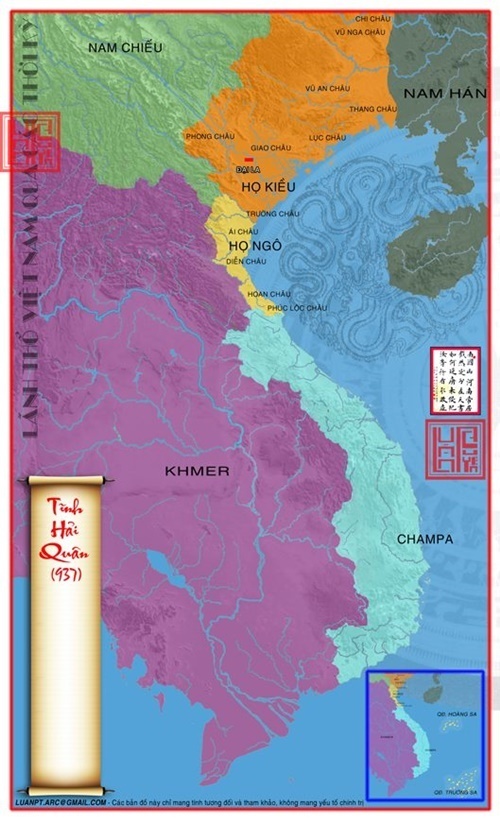 CHI CHÂU
VŨ NGA CHÂU
NAM CHIẾU
VŨ AN CHÂU
NAM HÁN
THANG CHÂU
PHONG CHÂU
LỤC CHÂU
GIAO CHÂU
ĐẠI LA
HỌ KIỀU
TRƯỜNG CHÂU
ÁI CHÂU
HỌ NGÔ
DIỄN CHÂU
HOAN CHÂU
PHÚC LỘC CHÂU
LÃNH THỔ VIỆT NAM QUA CÁC THỜI KỲ
KHMER
CHAMPA
Tĩnh
Hải
Quân
(937)
QĐ. HOÀNG SA
QĐ. TRƯỜNG SA
LUANPT.ARC@GMAIL.COM - Các bản đồ này chỉ mang tính tương đối và tham khảo, không mang yếu tố chính trị